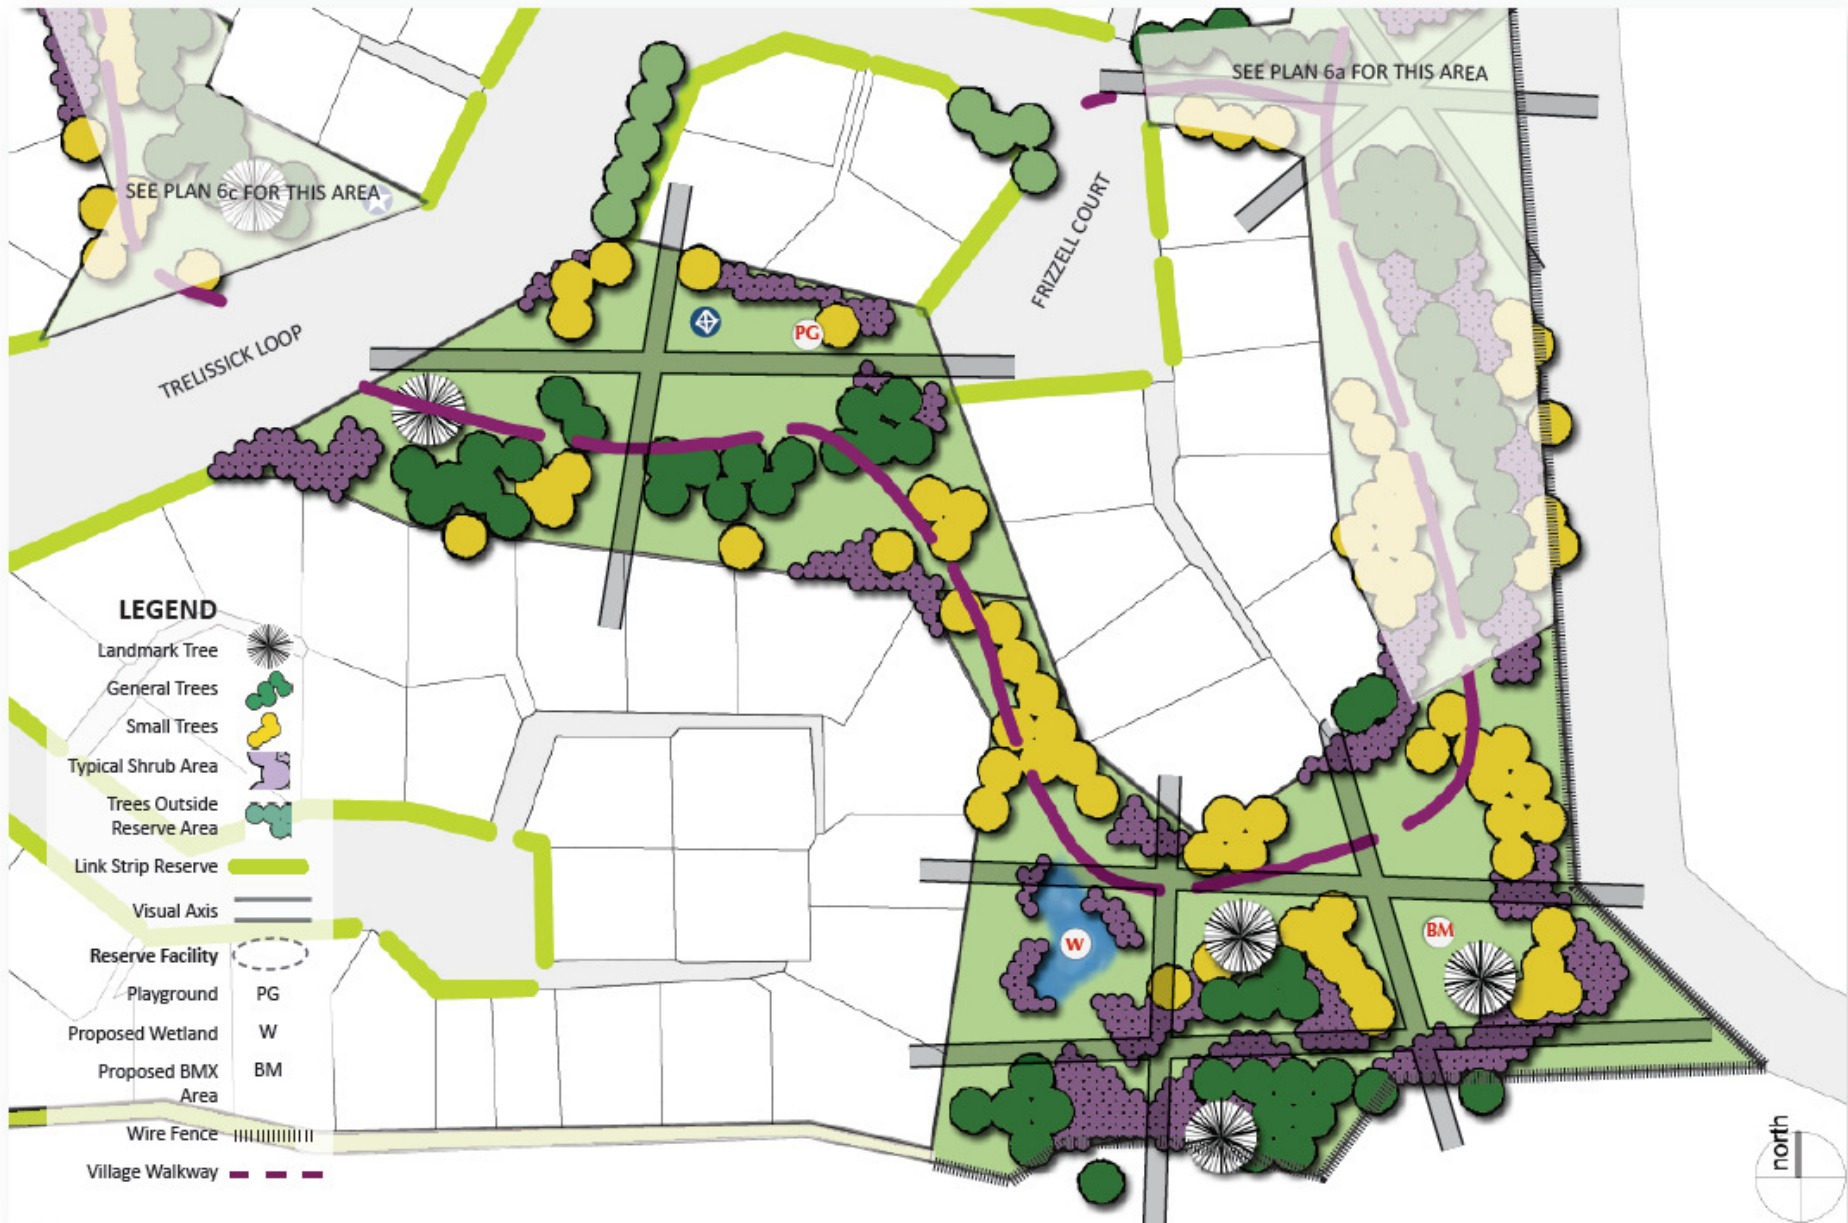 SEE PLAN 6a FOR THIS AREA
SEE PLAN 6c FOR THIS AREA
FRIZZELL COURT
TRELISSICK LOOP
PG
W
BM
LEGEND
Landmark Tree
General Trees
Small Trees
Typical Shrub Area
Trees Outside
Reserve Area
Link Strip Reserve
Visual Axis
Reserve Facility
Playground PG
Proposed Wetland W
Proposed BMX BM
Area
Wire Fence
Village Walkway
north